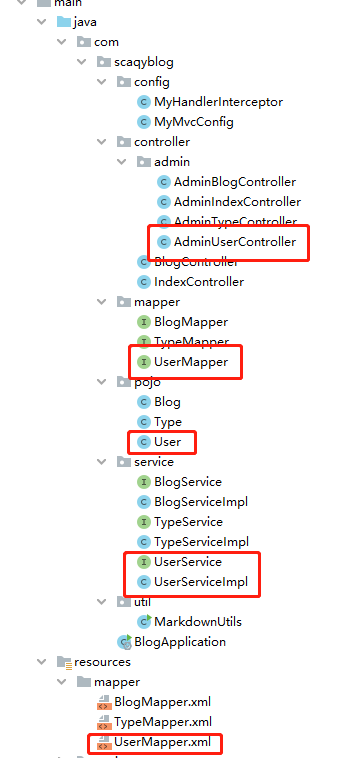 main
java
com
scaqyblog
config
MyHandlerInterceptor
MyMvcConfig
controller
admin
AdminBlogController
AdminIndexController
AdminTypeController
AdminUserController
BlogController
IndexController
mapper
BlogMapper
TypeMapper
UserMapper
pojo
Blog
Type
User
service
BlogService
BlogServiceImpl
TypeService
TypeServiceImpl
UserService
UserServiceImpl
util
MarkdownUtils
BlogApplication
resources
mapper
BlogMapper.xml
TypeMapper.xml
UserMapper.xml